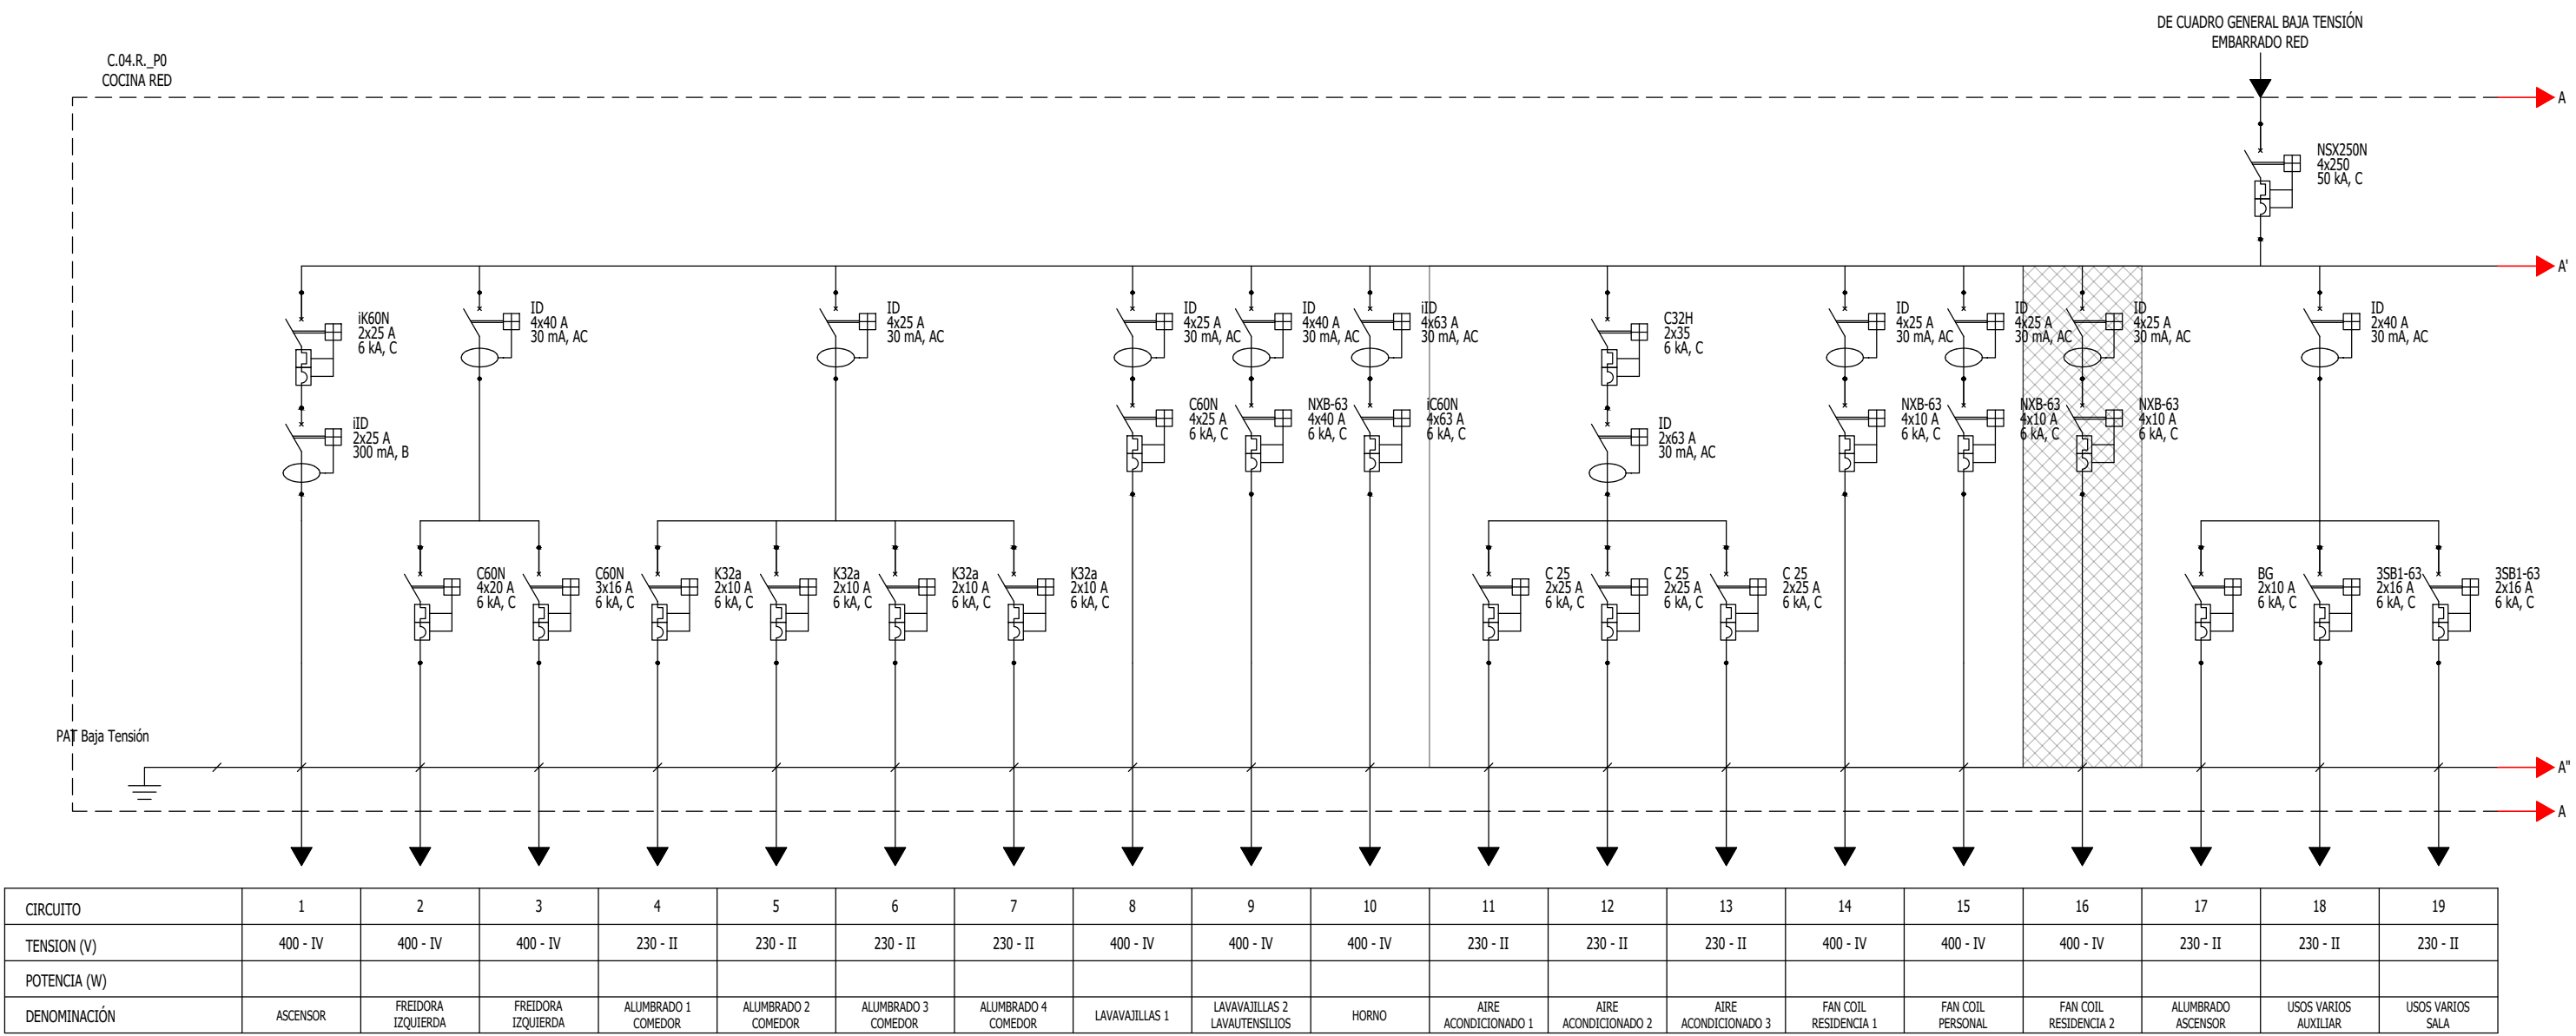 DE CUADRO GENERAL BAJA TENSIÓN
EMBARRADO RED
C.04.R._P0
COCINA RED
A
NSX250N
4x250
50 kA, C
A'
iK60N
2x25 A
6 kA, C
iID
2x25 A
300 mA, B
ID
4x40 A
30 mA, AC
ID
4x25 A
30 mA, AC
ID
4x25 A
30 mA, AC
ID
4x40 A
30 mA, AC
iID
4x63 A
30 mA, AC
C60N
4x25 A
6 kA, C
NXB-63
4x40 A
6 kA, C
iC60N
4x63 A
6 kA, C
C32H
2x35
6 kA, C
ID
2x63 A
30 mA, AC
ID
4x25 A
30 mA, AC
ID
4x25 A
30 mA, AC
ID
4x25 A
30 mA, AC
NXB-63
4x10 A
6 kA, C
NXB-63
4x10 A
6 kA, C
NXB-63
4x10 A
6 kA, C
ID
2x40 A
30 mA, AC
C60N
4x20 A
6 kA, C
C60N
3x16 A
6 kA, C
K32a
2x10 A
6 kA, C
K32a
2x10 A
6 kA, C
K32a
2x10 A
6 kA, C
K32a
2x10 A
6 kA, C
C 25
2x25 A
6 kA, C
C 25
2x25 A
6 kA, C
C 25
2x25 A
6 kA, C
BG
2x10 A
6 kA, C
3SB1-63
2x16 A
6 kA, C
3SB1-63
2x16 A
6 kA, C
PAT Baja Tensión
A"
A
CIRCUITO 1 2 3 4 5 6 7 8 9 10 11 12 13 14 15 16 17 18 19
TENSION (V) 400 - IV 400 - IV 400 - IV 230 - II 230 - II 230 - II 230 - II 400 - IV 400 - IV 400 - IV 230 - II 230 - II 230 - II 400 - IV 400 - IV 400 - IV 230 - II 230 - II 230 - II
POTENCIA (W)
DENOMINACIÓN
ASCENSOR
FREIDORA
IZQUIERDA
FREIDORA
IZQUIERDA
ALUMBRADO 1
COMEDOR
ALUMBRADO 2
COMEDOR
ALUMBRADO 3
COMEDOR
ALUMBRADO 4
COMEDOR
LAVAVAJILLAS 1
LAVAVAJILLAS 2
LAVAUTENSILIOS
HORNO
AIRE
ACONDICIONADO 1
AIRE
ACONDICIONADO 2
AIRE
ACONDICIONADO 3
FAN COIL
RESIDENCIA 1
FAN COIL
PERSONAL
FAN COIL
RESIDENCIA 2
ALUMBRADO
ASCENSOR
USOS VARIOS
AUXILIAR
USOS VARIOS
SALA